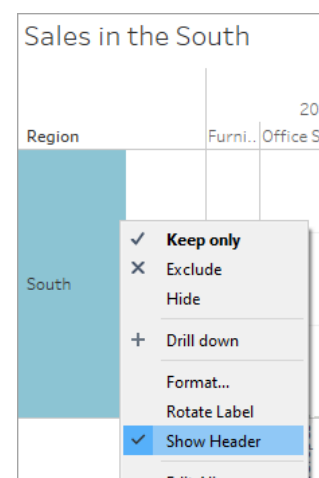 Sales in the South
20
Region
Furni.. Office S
Keep only
Exclude
South
Hide
Drill down
Format...
Rotate Label
Show Header